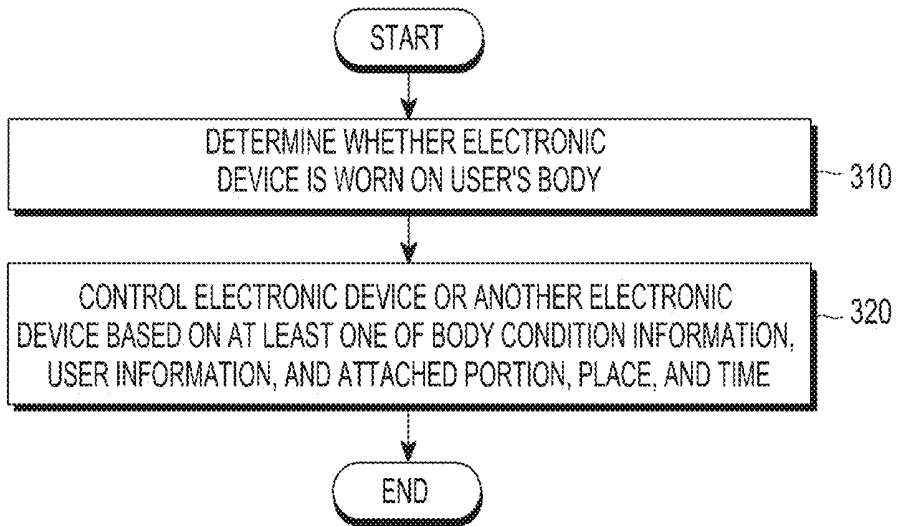 START
DETERMINE WHETHER ELECTRONIC
DEVICE IS WORN ON USER'S BODY
310
CONTROL ELECTRONIC DEVICE OR ANOTHER ELECTRONIC
DEVICE BASED ON AT LEAST ONE OF BODY CONDITION INFORMATION,
USER INFORMATION, AND ATTACHED PORTION, PLACE, AND TIME
320
END